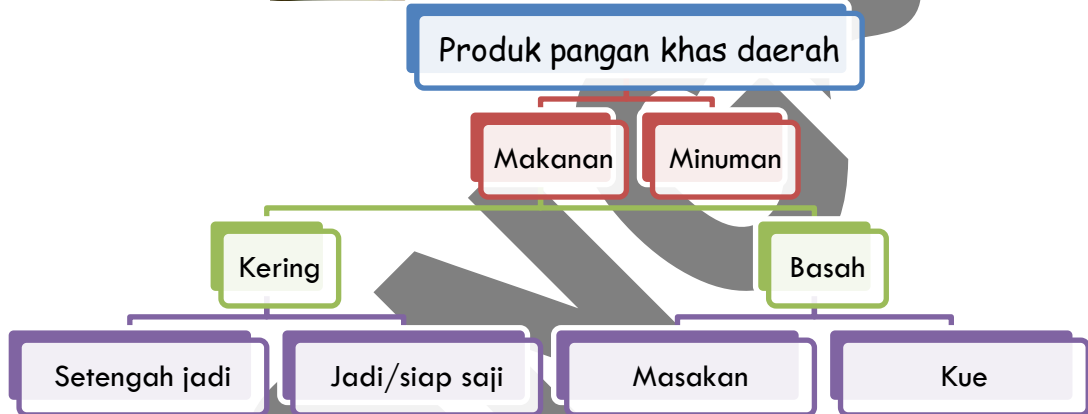 Produk pangan khas daerah
Makanan
Minuman
Kering
Basah
Setengah jadi
Jadi/siap saji
Masakan
Kue